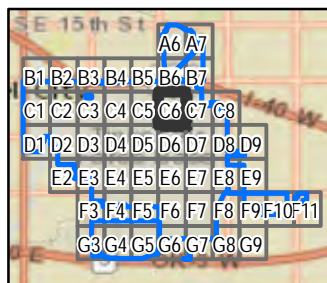 SE 15th St
A6 A7
B1 B2 B3 B4 B5 B6 B7
I-40 W
C1 C2 C3 C4 C5 C6 C7 C8
D1 D2 D3 D4 D5 D6 D7 D8 D9
E2 E3 E4 E5 E6 E7 E8 E9
F3 F4 F5 F6 F7 F8 F9 F10 F11
G3 G4 G5 G6 G7 G8 G9